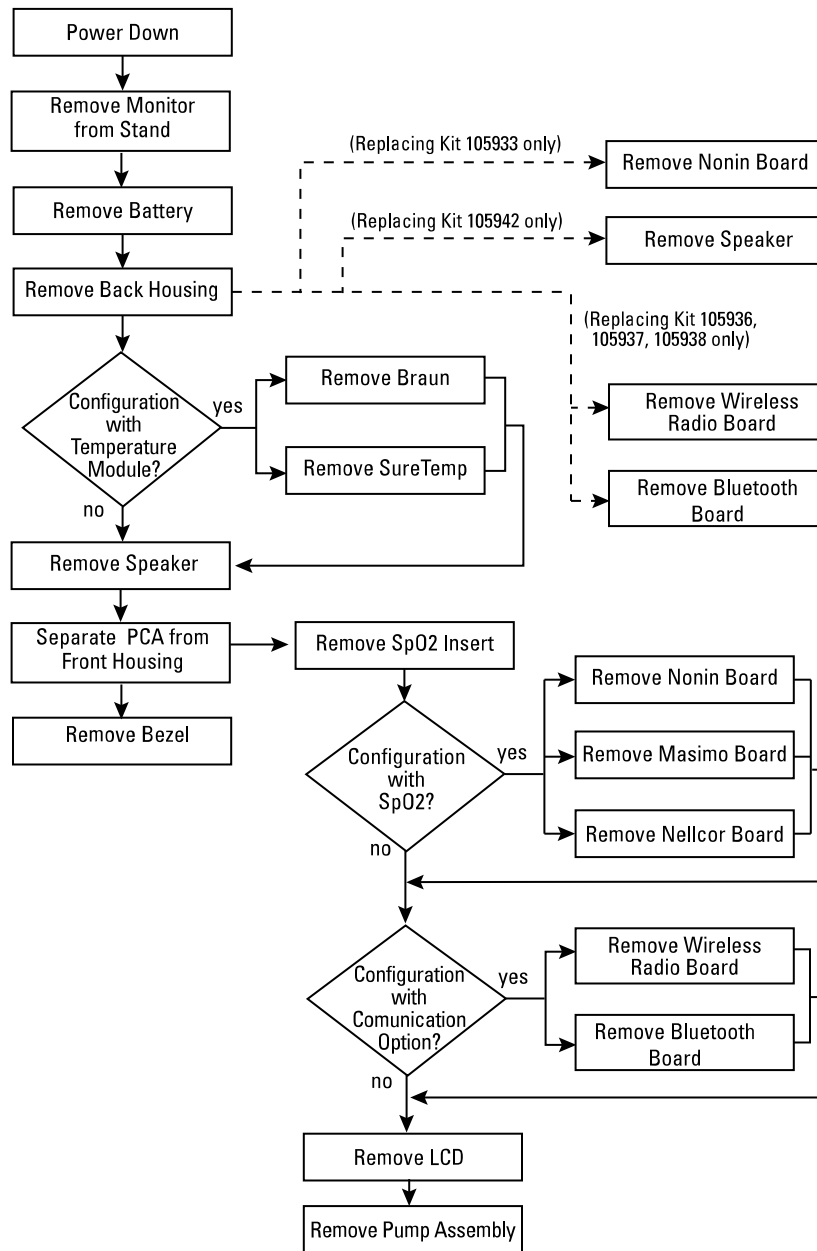 Power Down
Remove Monitor
from Stand
(Replacing Kit 105933 only)
Remove Nonin Board
Remove Battery
(Replacing Kit 105942 only)
Remove Speaker
Remove Back Housing
(Replacing Kit 105936,
105937, 105938 only)
Configuration
with
Temperature
Module?
yes
Remove Braun
Remove SureTemp
Remove Wireless
Radio Board
Remove Bluetooth
Board
no
Remove Speaker
Separate PCA from
Front Housing
Remove SpO2 Insert
Remove Bezel
Configuration
with
SpO2?
yes
Remove Nonin Board
Remove Masimo Board
Remove Nellcor Board
no
Configuration
with
Comunication
Option?
yes
Remove Wireless
Radio Board
Remove Bluetooth
Board
no
Remove LCD
Remove Pump Assembly